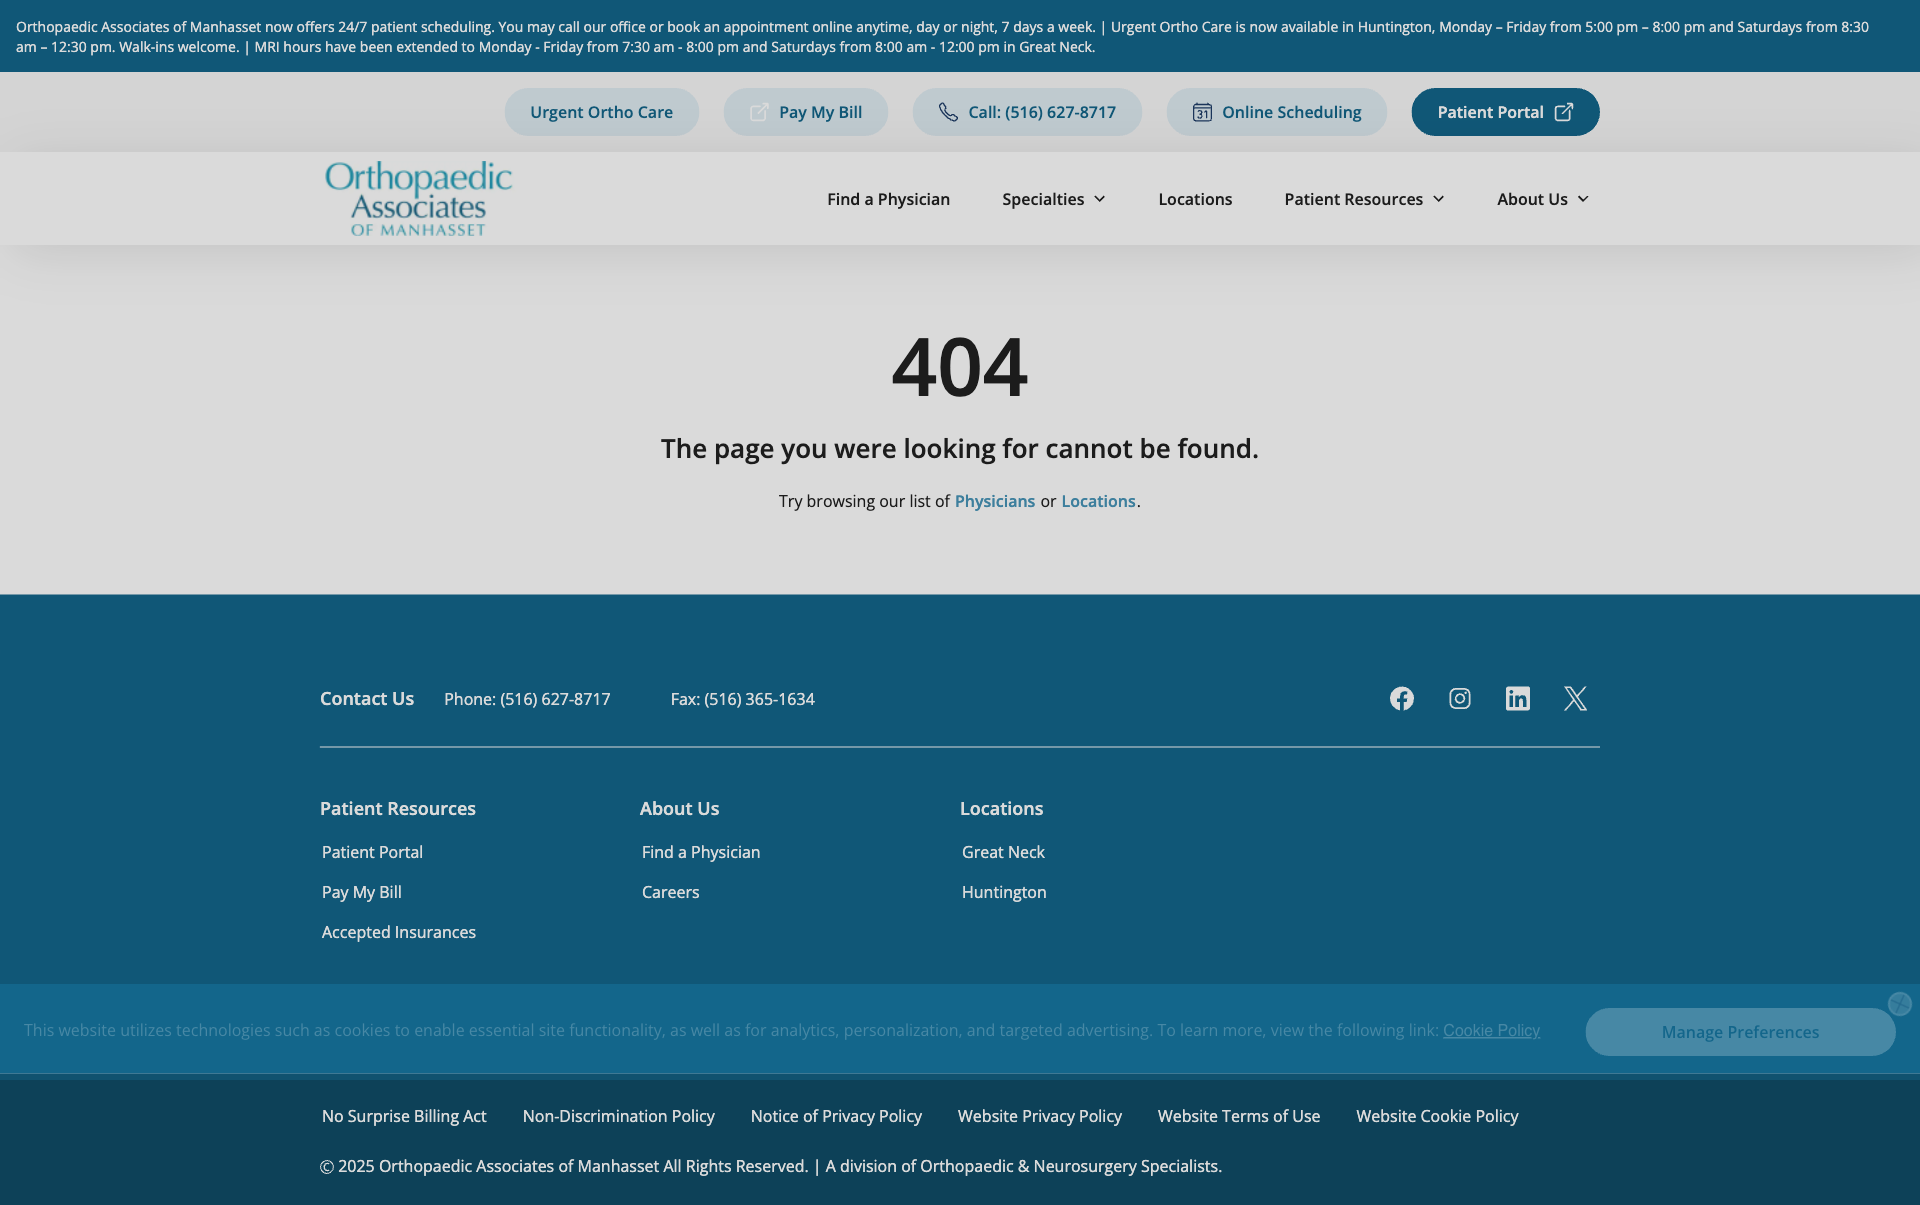 Orthopaedic Associates of Manhasset now offers 24/7 patient scheduling. You may call our office or book an appointment online anytime, day or night, 7 days a week. | Urgent Ortho Care is now available in Huntington, Monday – Friday from 5:00 pm – 8:00 pm and Saturdays from 8:30
am – 12:30 pm. Walk-ins welcome. | MRI hours have been extended to Monday - Friday from 7:30 am - 8:00 pm and Saturdays from 8:00 am - 12:00 pm in Great Neck.
Urgent Ortho Care
Pay My Bill
Call: (516) 627-8717
31 Online Scheduling
Patient Portal
Orthopaedic
Associates
OF MANHASSET
Find a Physician
Specialties
Locations
Patient Resources
About Us
404
The page you were looking for cannot be found.
Try browsing our list of Physicians or Locations.
Contact Us
Phone: (516) 627-8717
Fax: (516) 365-1634
Patient Resources
Patient Portal
Pay My Bill
Accepted Insurances
About Us
Find a Physician
Careers
Locations
Great Neck
Huntington
This website utilizes technologies such as cookies to enable essential site functionality, as well as for analytics, personalization, and targeted advertising. To learn more, view the following link: Cookie Policy
Manage Preferences
No Surprise Billing Act
Non-Discrimination Policy
Notice of Privacy Policy
Website Privacy Policy
Website Terms of Use
Website Cookie Policy
© 2025 Orthopaedic Associates of Manhasset All Rights Reserved. | A division of Orthopaedic & Neurosurgery Specialists.